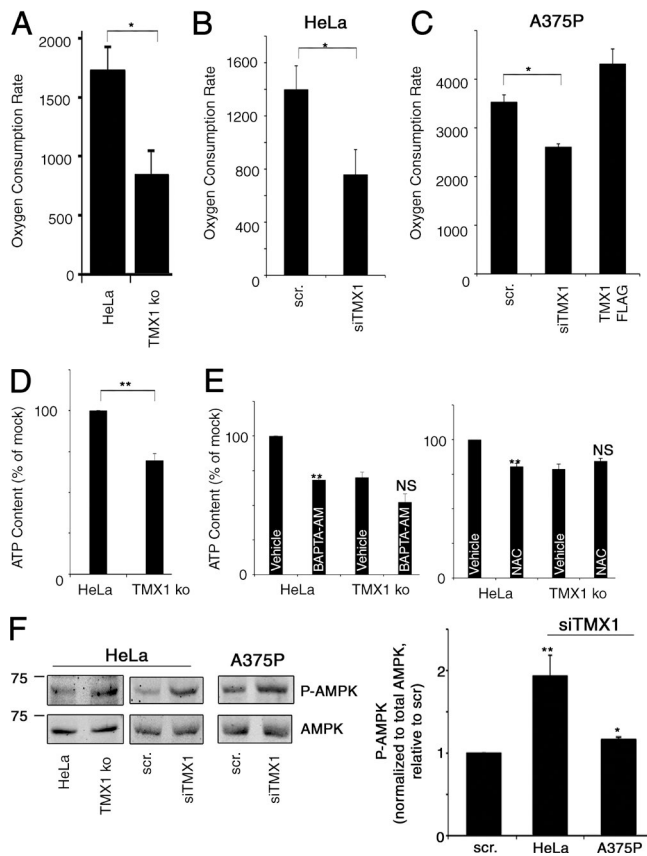 A
*
Oxygen Consumption Rate
2000
1500
1000
500
0
HeLa
TMX1 ko
B
HeLa
*
Oxygen Consumption Rate
1600
1200
800
400
0
scr.
siTMX1
C
A375P
*
Oxygen Consumption Rate
6000
4000
2000
4000
0
scr.
siTMX1
TMX1
FLAG
D
**
ATP Content (% of mock)
100
0
HeLa
TMX1 ko
E
ATP Content (% of mock)
100
0
Vehicle
**
BAPTA-AM
Vehicle
NS
BAPTA-AM
HeLa
TMX1 ko
100
0
Vehicle
**
NAC
Vehicle
NS
NAC
HeLa
TMX1 ko
F
HeLa
A375P
75
P-AMPK
75
AMPK
HeLa
TMX1 ko
scr.
siTMX1
scr.
siTMX1
siTMX1
P-AMPK
(normalized to total AMPK,
relative to scr)
2
1
0
**
*
scr.
HeLa
A375P